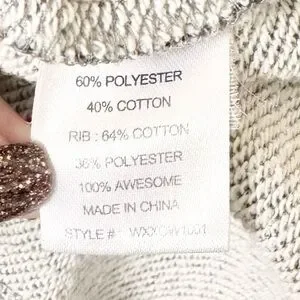 60% POLYESTER
40% COTTON
RIB : 64% COTTON
36% POLYESTER
100% AWESOME
MADE IN CHINA
STYLE #